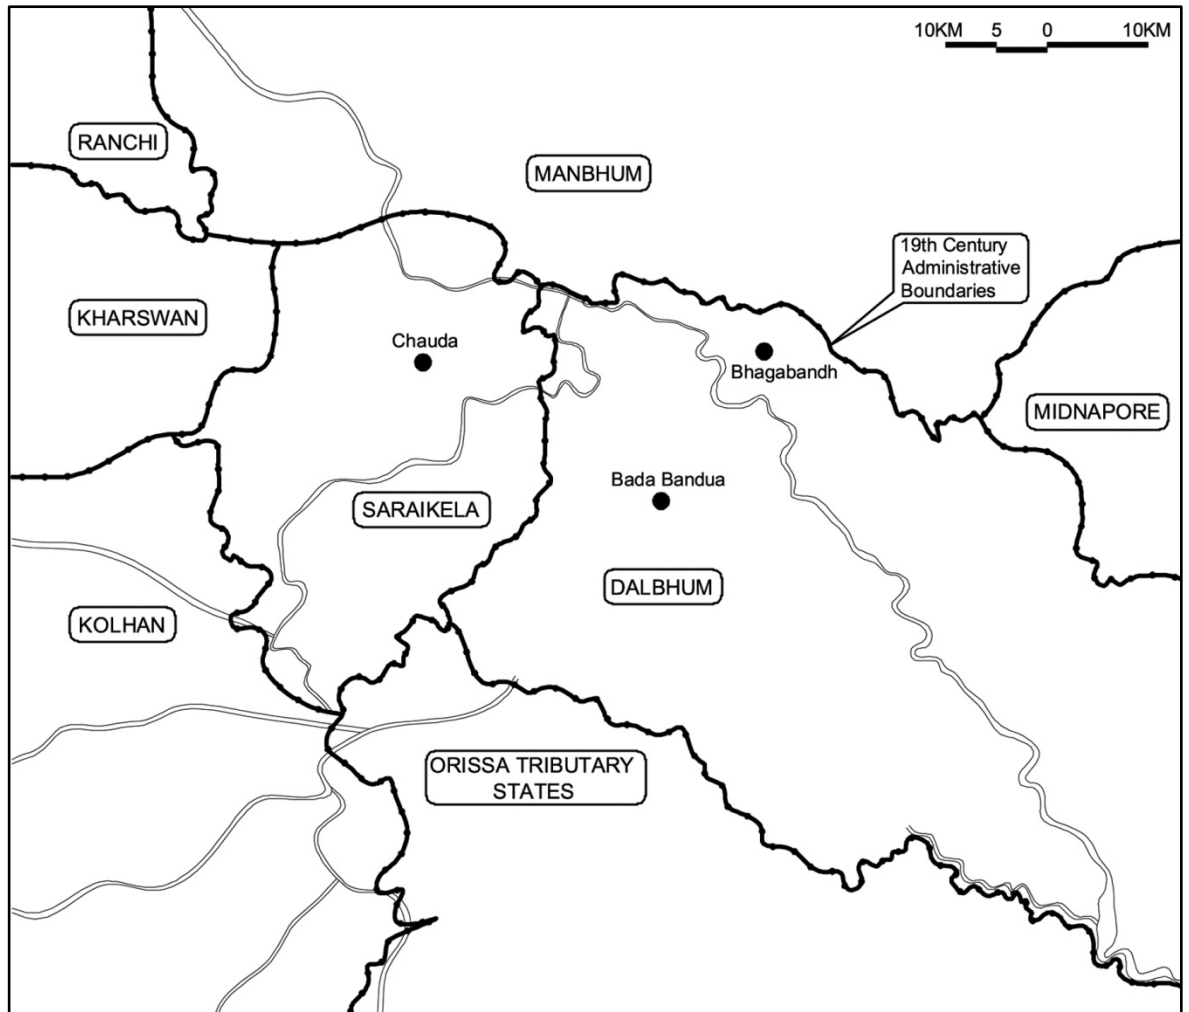 10KM 5 0 10KM
RANCHI
MANBHUM
19th Century
Administrative
Boundaries
KHARSWAN
Chauda
Bhagabandh
MIDNAPORE
Bada Bandua
SARAIKELA
DALBHUM
KOLHAN
ORISSA TRIBUTARY
STATES